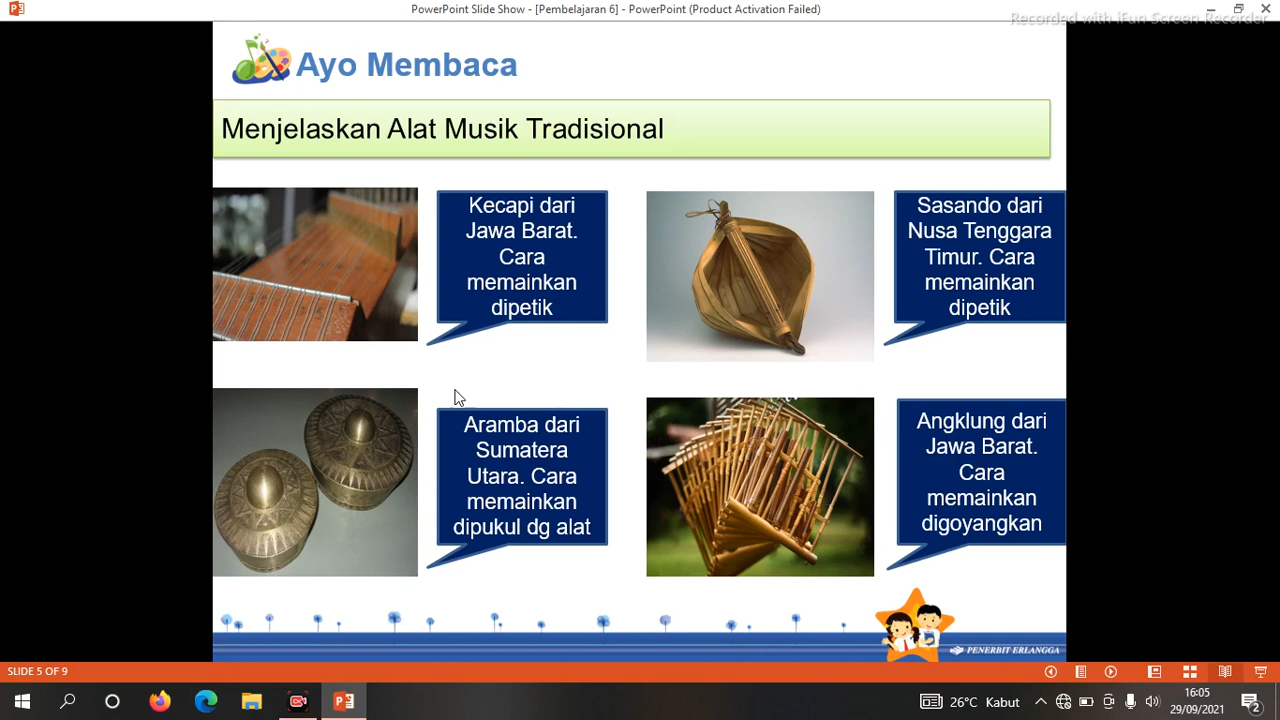 PowerPoint Slide Show - [Pembelajaran 6] - PowerPoint (Product Activation Failed)
Recorded with iFun Screen Recorder
Ayo Membaca
Menjelaskan Alat Musik Tradisional
Kecapi dari
Jawa Barat.
Cara
memainkan
dipetik
Sasando dari
Nusa Tenggara
Timur. Cara
memainkan
dipetik
Aramba dari
Sumatera
Utara. Cara
memainkan
dipukul dg alat
Angklung dari
Jawa Barat.
Cara
memainkan
digoyangkan
PENERBIT ERLANGGA
SLIDE 5 OF 9
26°C Kabut
16:05
29/09/2021
2